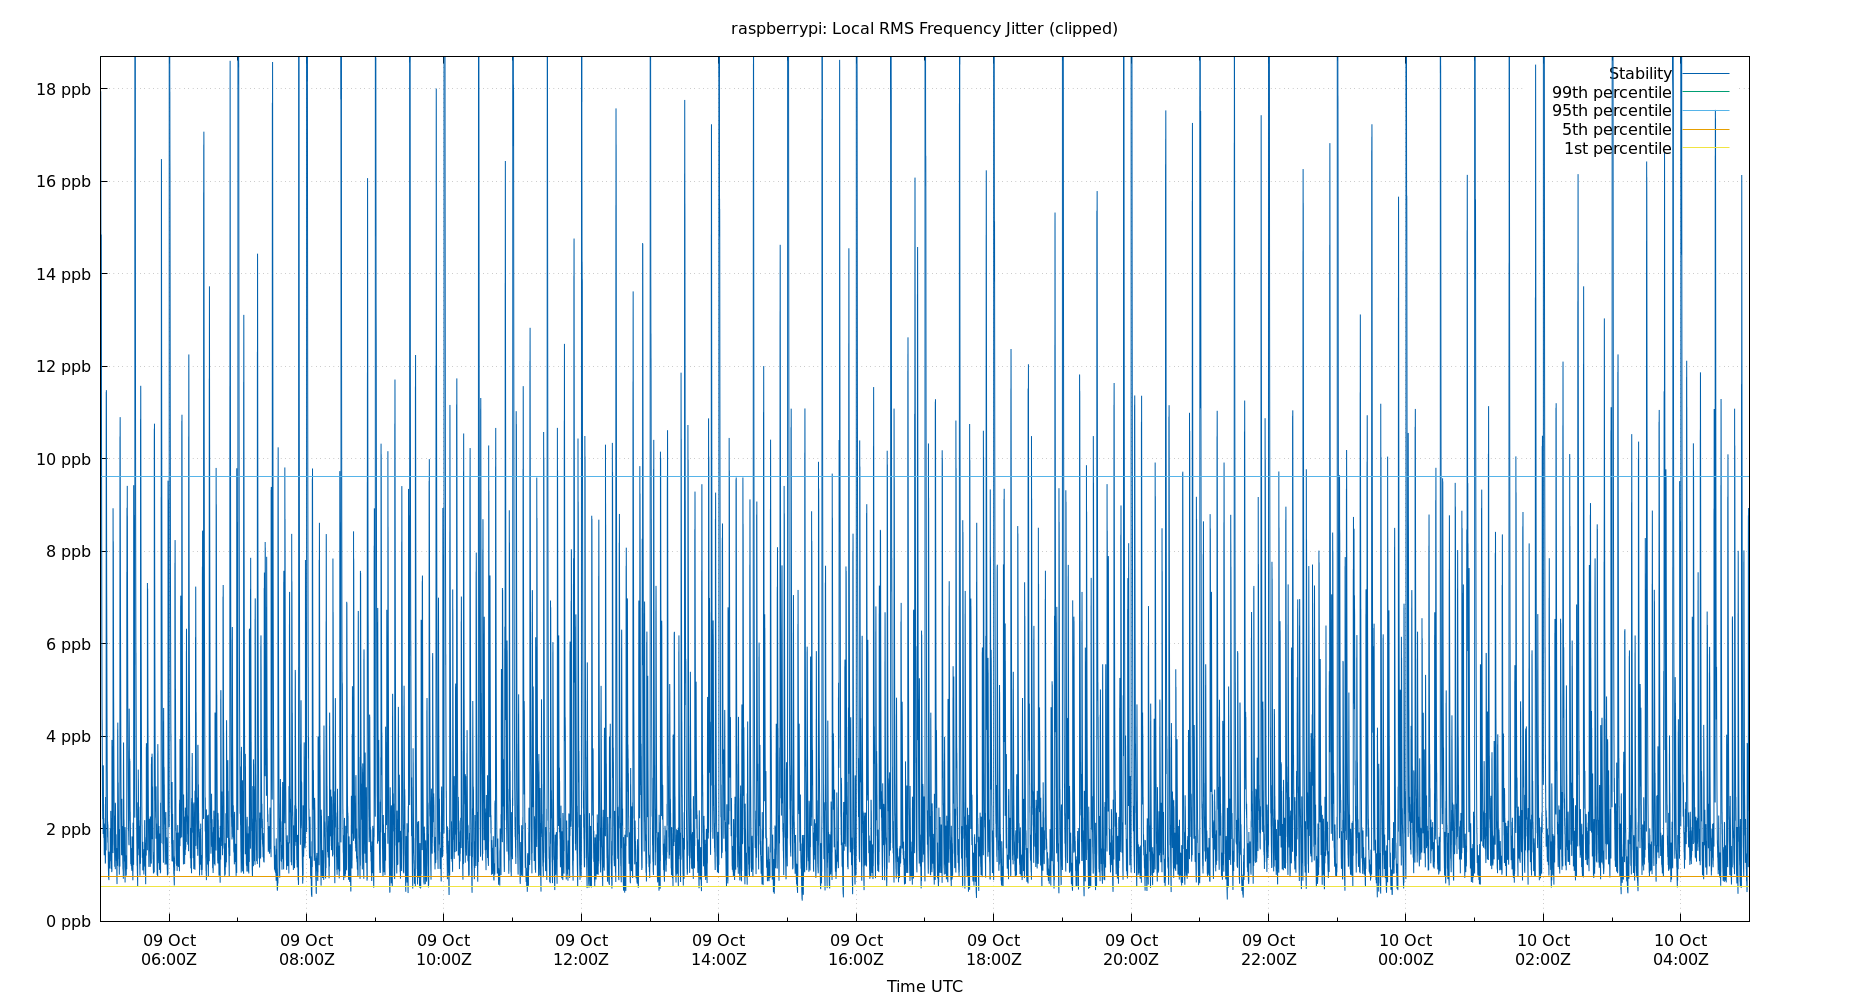 raspberrypi: Local RMS Frequency Jitter (clipped)
Stability
99th percentile
95th percentile
5th percentile
1st percentile
18 ppb
16 ppb
14 ppb
12 ppb
10 ppb
8 ppb
6 ppb
4 ppb
2 ppb
0 ppb
09 Oct 09 Oct 09 Oct 09 Oct 09 Oct 09 Oct 09 Oct 09 Oct 09 Oct 10 Oct 10 Oct 10 Oct
06:00Z 08:00Z 10:00Z 12:00Z 14:00Z 16:00Z 18:00Z 20:00Z 22:00Z 00:00Z 02:00Z 04:00Z
Time UTC